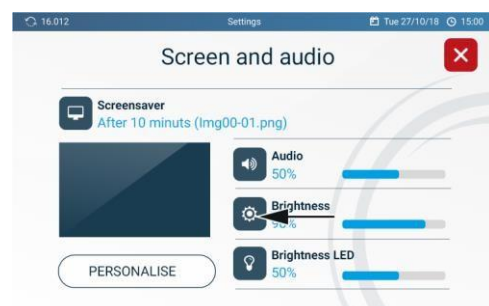 16.012 Settings Tue 27/10/18 15:00
Screen and audio
Screensaver
After 10 minuts (Img00-01.png)
Audio
50%
Brightness
Brightness LED
50%
PERSONALISE